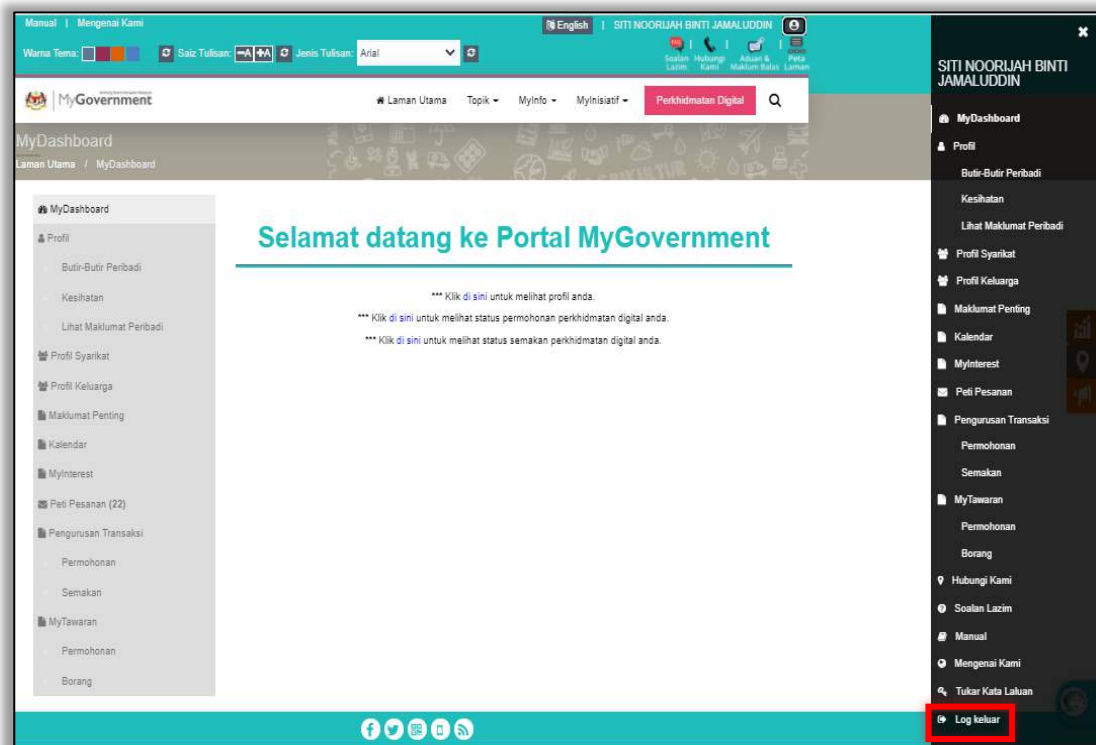 Manual | Mengenai Kami
English | SITI NOORIJAH BINTI JAMALUDDIN
Warna Tema: Saiz Tulisan: -A +A Jenis Tulisan: Arial
Soalan Lazim | Hubungi Kami | Aduan & Maklum Balas | Peta Laman
MyGovernment
Laman Utama Topik MyInfo MyInisiatif Perkhidmatan Digital
MyDashboard
Laman Utama / MyDashboard
MyDashboard
Profil
Butir-Butir Peribadi
Kesihatan
Lihat Maklumat Peribadi
Profil Syarikat
Profil Keluarga
Maklumat Penting
Kalendar
MyInterest
Peti Pesanan (22)
Pengurusan Transaksi
Permohonan
Semakan
MyTawaran
Permohonan
Borang
Selamat datang ke Portal MyGovernment
*** Klik di sini untuk melihat profil anda.
*** Klik di sini untuk melihat status permohonan perkhidmatan digital anda.
*** Klik di sini untuk melihat status semakan perkhidmatan digital anda.
SITI NOORIJAH BINTI
JAMALUDDIN
MyDashboard
Profil
Butir-Butir Peribadi
Kesihatan
Lihat Maklumat Peribadi
Profil Syarikat
Profil Keluarga
Maklumat Penting
Kalendar
MyInterest
Peti Pesanan
Pengurusan Transaksi
Permohonan
Semakan
MyTawaran
Permohonan
Borang
Hubungi Kami
Soalan Lazim
Manual
Mengenai Kami
Tukar Kata Laluan
Log keluar